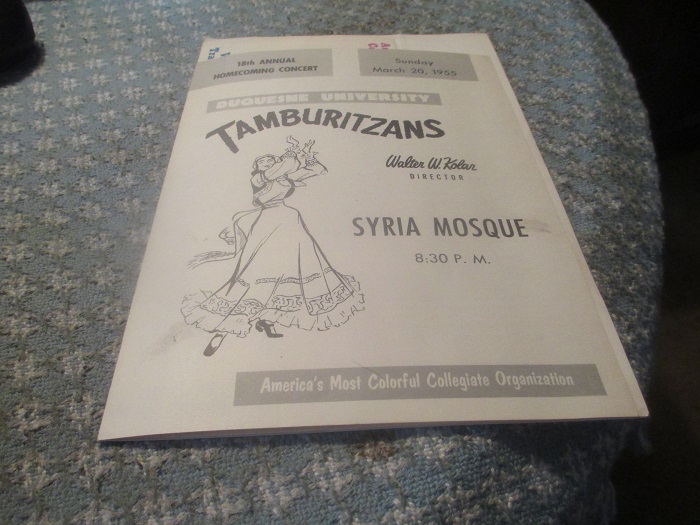 18th ANNUAL
HOMECOMING CONCERT
Sunday
March 20, 1955
DUQUESNE UNIVERSITY
TAMBURITZANS
Walter W. Kolar
DIRECTOR
SYRIA MOSQUE
8:30 P. M.
America's Most Colorful Collegiate Organization